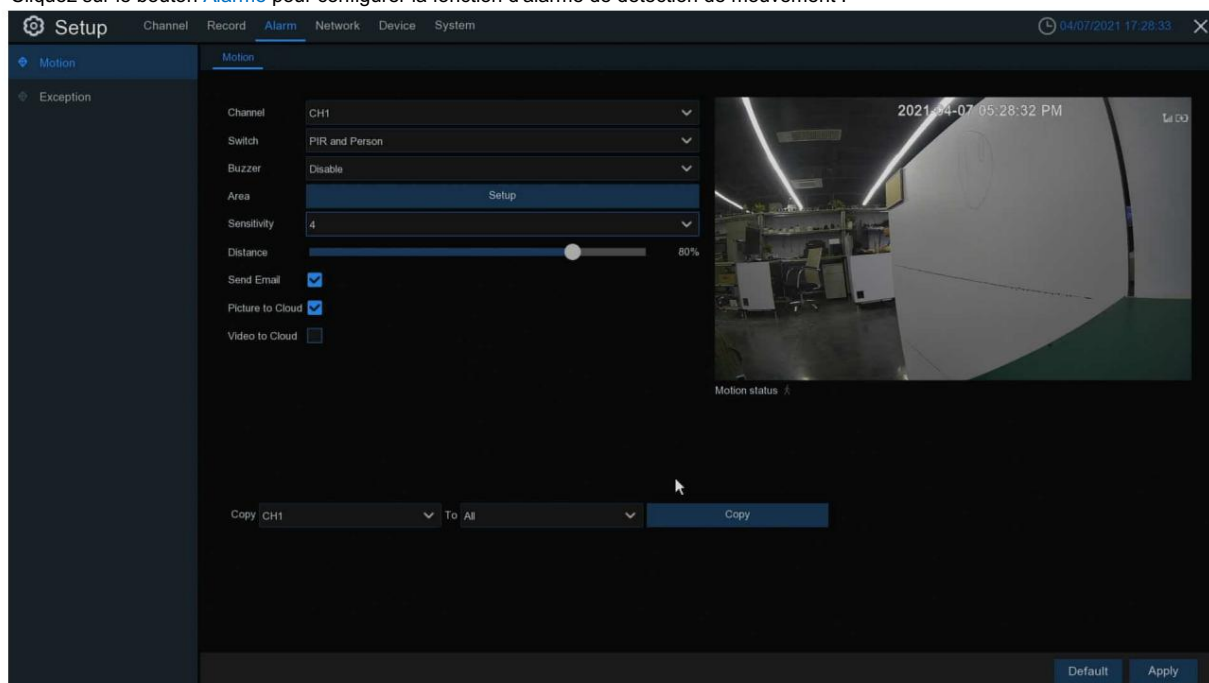 Cliquez sur le bouton Alarme pour configurer la fonction d'alarme de détection de mouvement :
Setup Channel Record Alarm Network Device System 04/07/2021 17:28:33
Motion
Exception
Motion
Channel CH1
Switch PIR and Person
Buzzer Disable
Area Setup
Sensitivity 4
Distance 80%
Send Email
Picture to Cloud
Video to Cloud
2021-04-07 05:28:32 PM
Motion status
Copy CH1 To All Copy
Default Apply